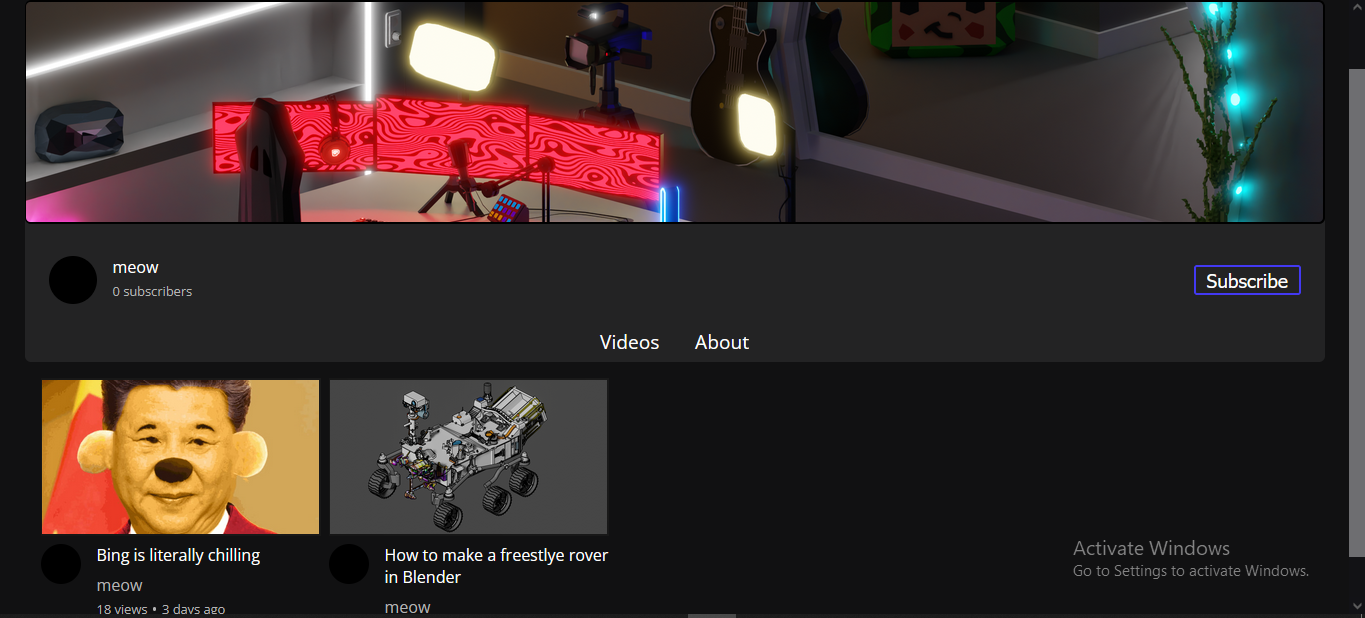 meow
0 subscribers
Subscribe
Videos About
Bing is literally chilling
meow
18 views • 3 days ago
How to make a freestlye rover
in Blender
meow
Activate Windows
Go to Settings to activate Windows.